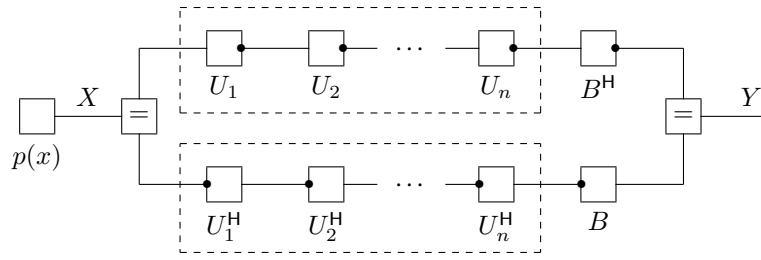 U₁ U₂ ⋯ Uₙ Bᴴ
X = = Y
p(x)
U₁ᴴ U₂ᴴ ⋯ Uₙᴴ B